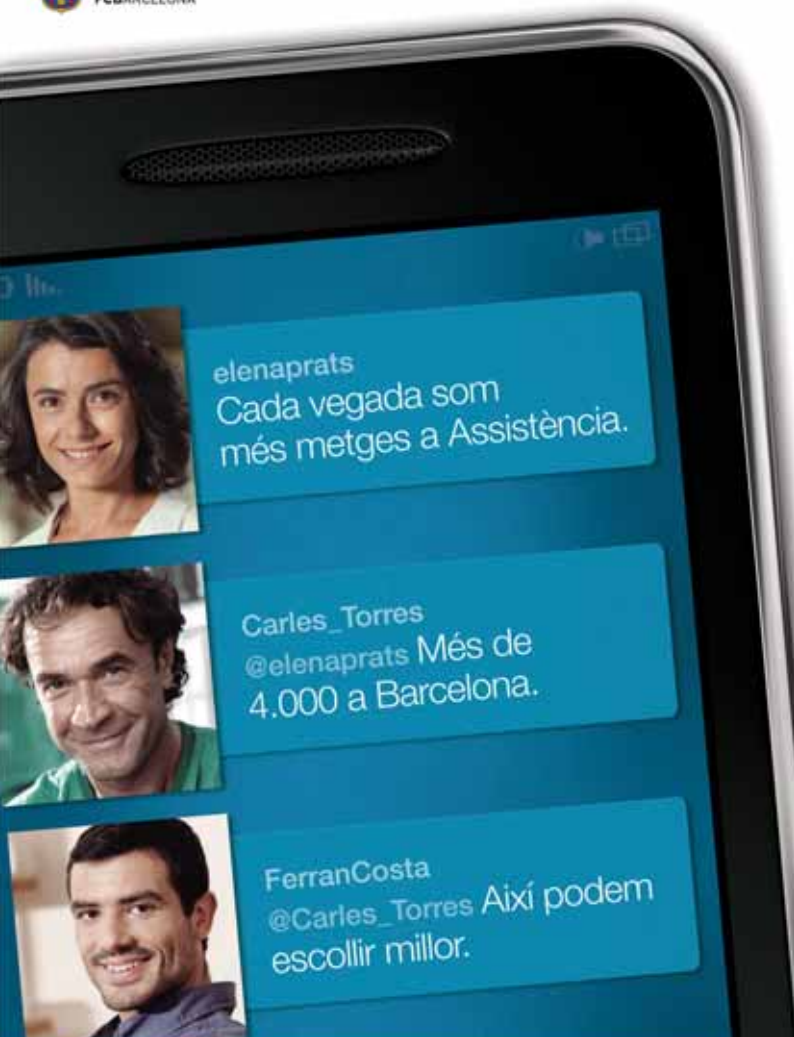 FCBARCELONA
elenaprats
Cada vegada som
més metges a Assistència.
Carles_Torres
@elenaprats Més de
4.000 a Barcelona.
FerranCosta
@Carles_Torres Així podem
escollir millor.